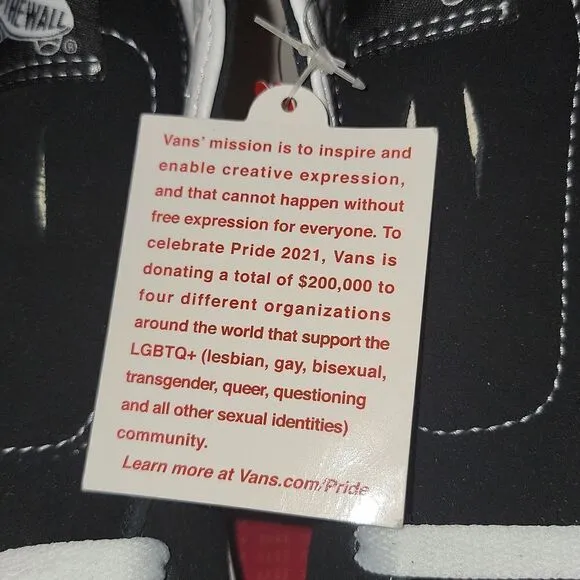 THE WALL
®
Vans' mission is to inspire and
enable creative expression,
and that cannot happen without
free expression for everyone. To
celebrate Pride 2021, Vans is
donating a total of $200,000 to
four different organizations
around the world that support the
LGBTQ+ (lesbian, gay, bisexual,
transgender, queer, questioning
and all other sexual identities)
community.
Learn more at Vans.com/Pride